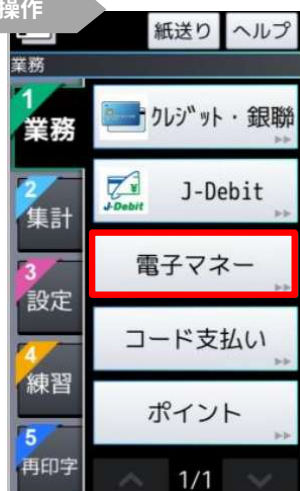 操作
紙送り ヘルプ
業務
1
業務
クレジット・銀聯
2
集計
J-Debit
J-Debit
3
設定
電子マネー
4
練習
コード支払い
5
再印字
ポイント
1/1